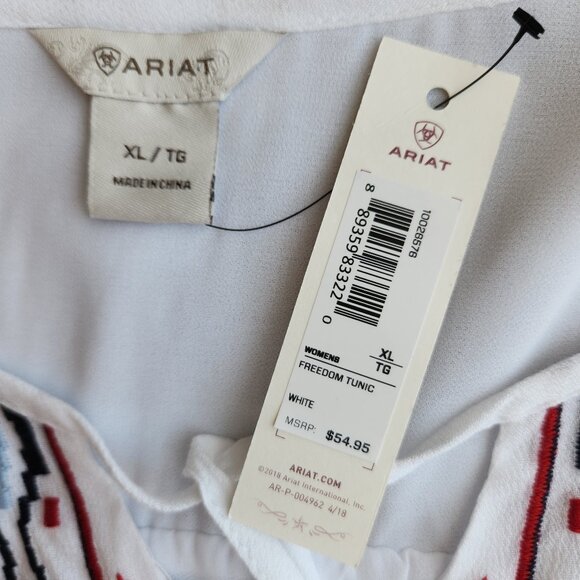 ARIAT
XL / TG
MADE IN CHINA
ARIAT
10026576
8 89359 83322 0
WOMENS XL
FREEDOM TUNIC TG
WHITE
MSRP: $54.95
ARIAT.COM
©2018 Ariat International, Inc.
AR-P-004962 4/18